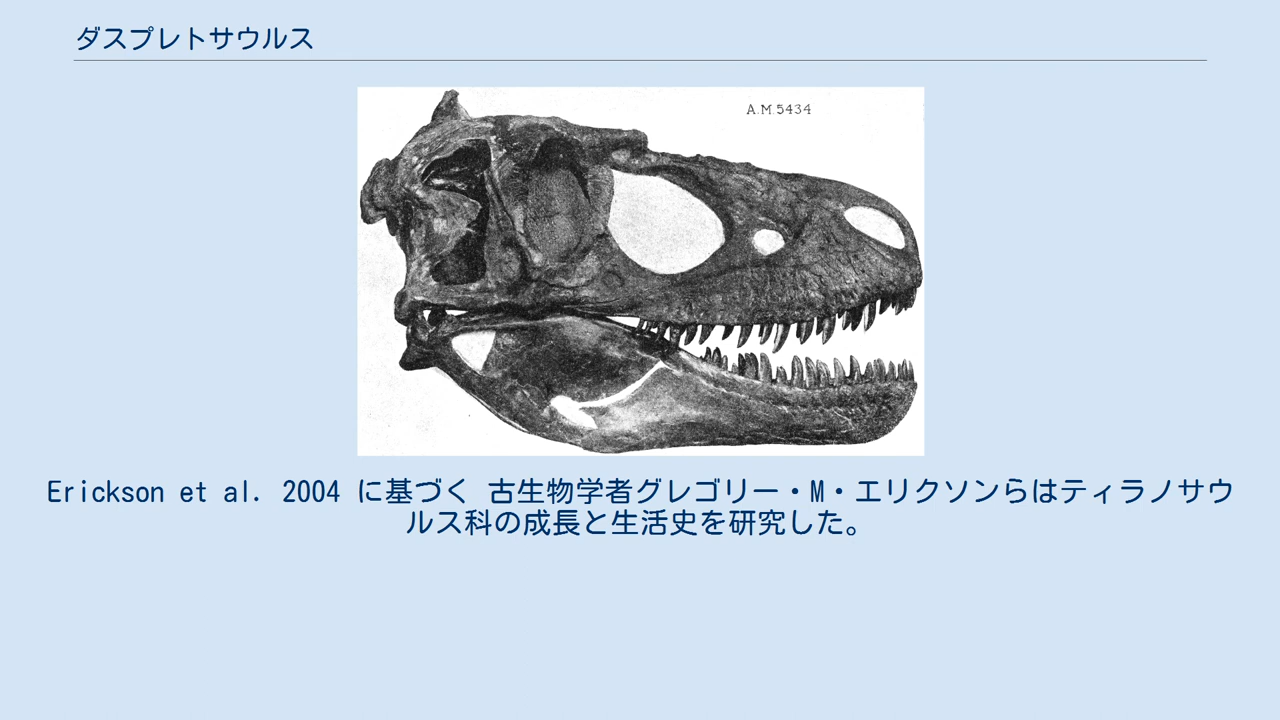 ダスプレトサウルス
A.M.5434
Erickson et al. 2004 に基づく 古生物学者グレゴリー・M・エリクソンらはティラノサウ
ルス科の成長と生活史を研究した。